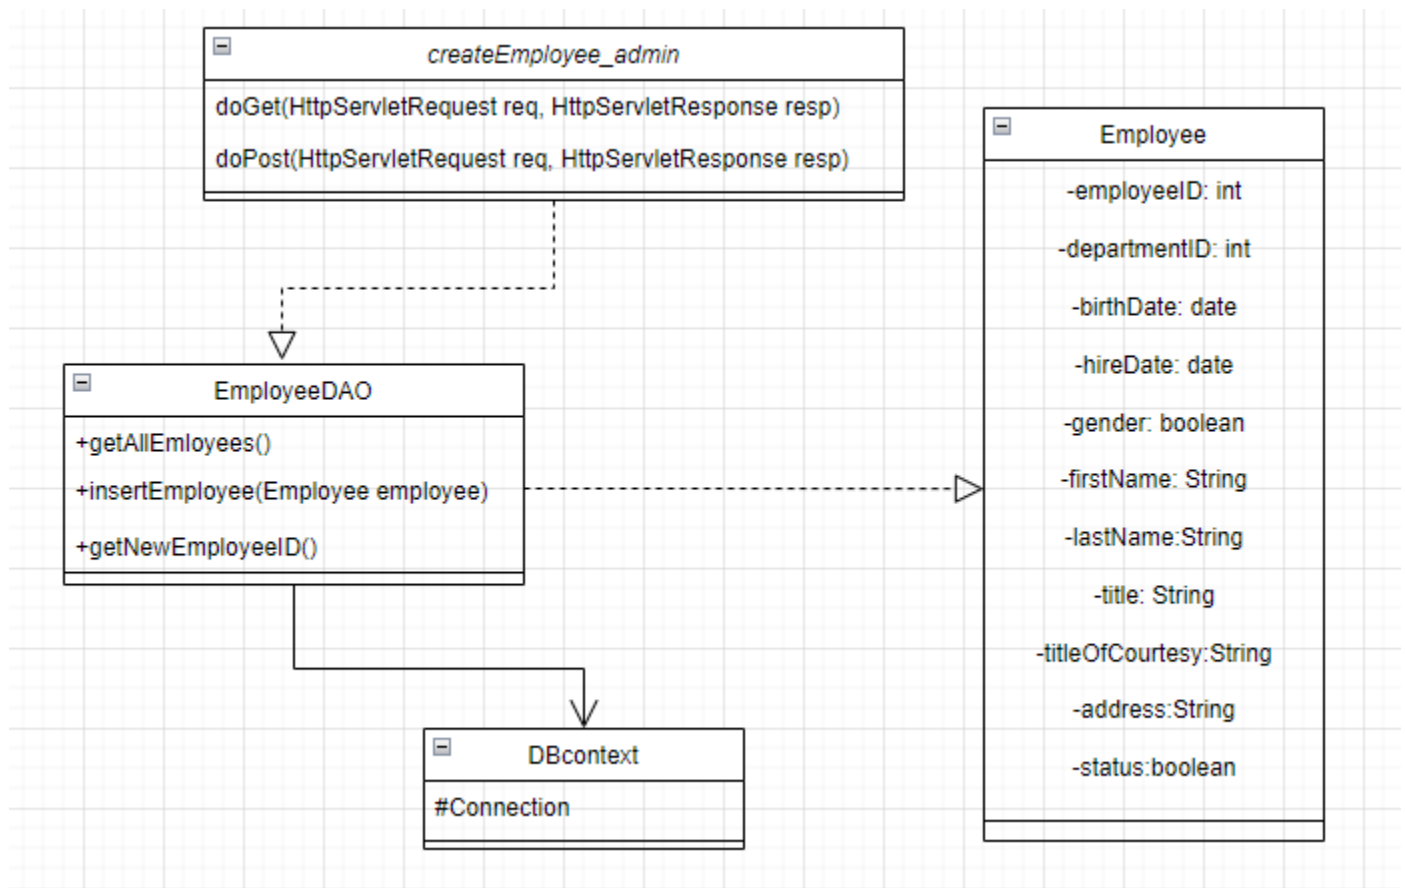 createEmployee_admin
doGet(HttpServletRequest req, HttpServletResponse resp)
doPost(HttpServletRequest req, HttpServletResponse resp)
Employee
-employeeID: int
-departmentID: int
-birthDate: date
-hireDate: date
-gender: boolean
-firstName: String
-lastName:String
-title: String
-titleOfCourtesy:String
-address:String
-status:boolean
EmployeeDAO
+getAllEmloyees()
+insertEmployee(Employee employee)
+getNewEmployeeID()
DBcontext
#Connection